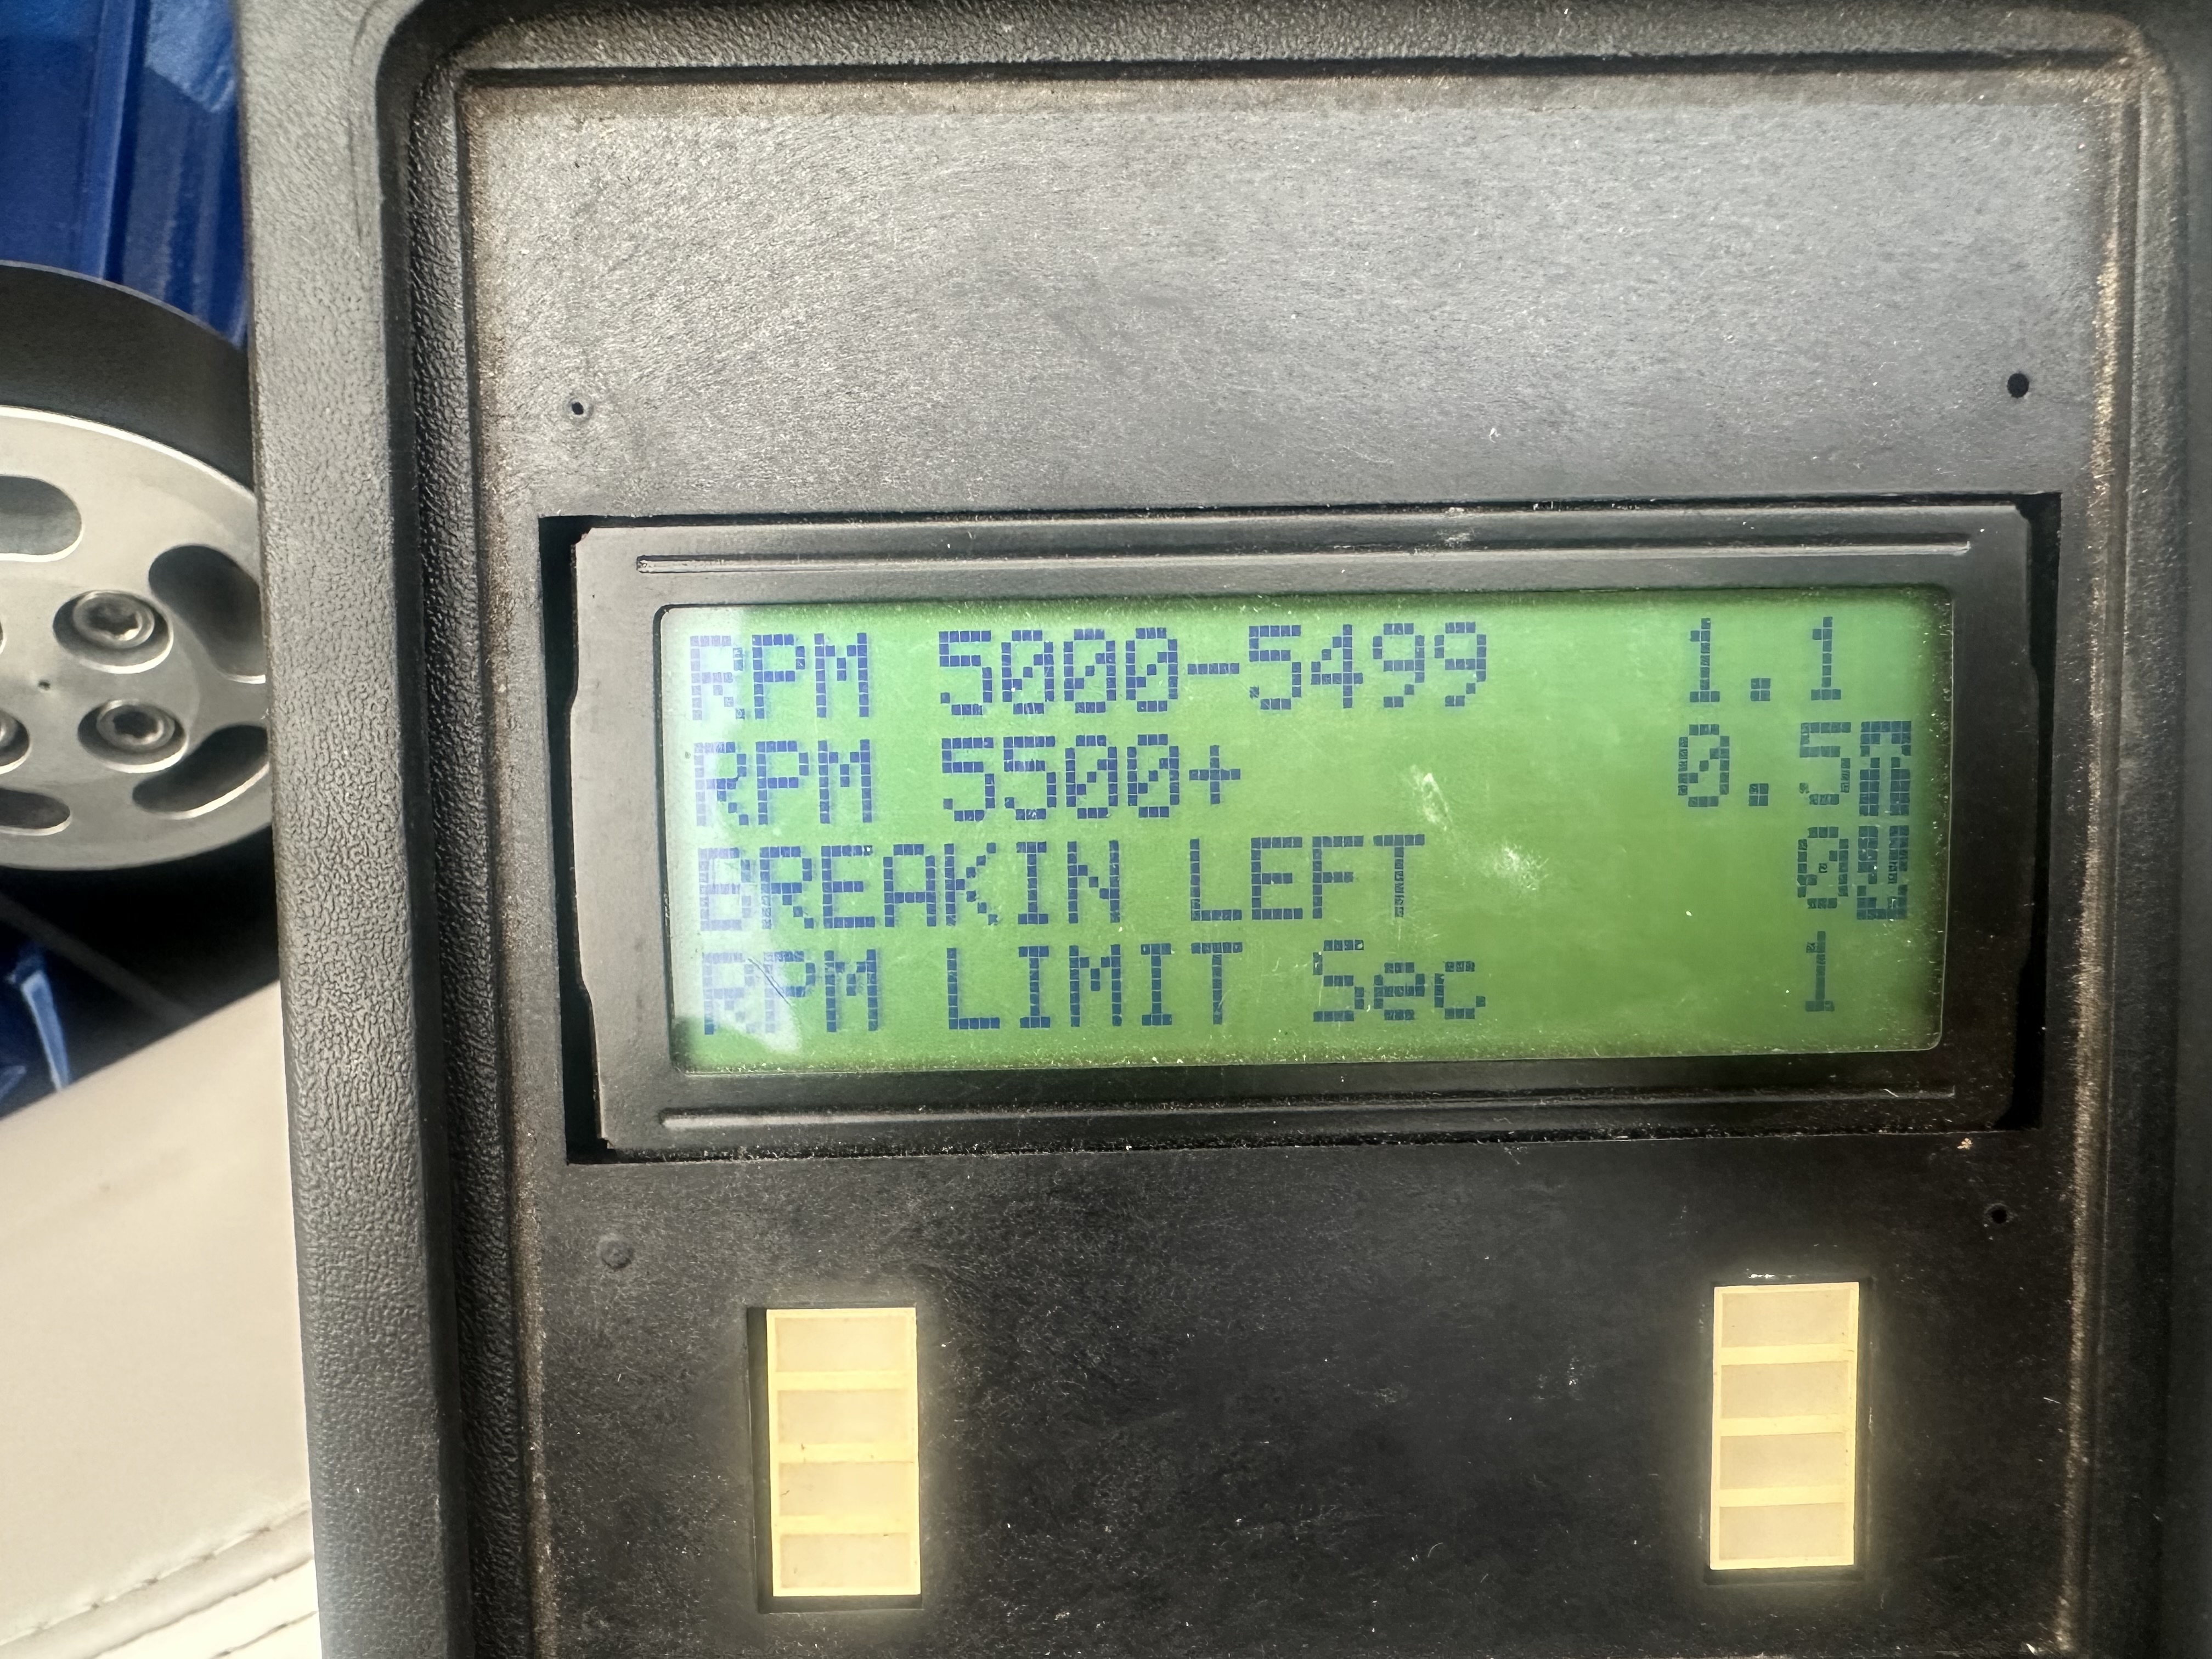 RPM 5000-5499 1.1
RPM 5500+ 0.5
BREAKIN LEFT 0
RPM LIMIT Sec 1